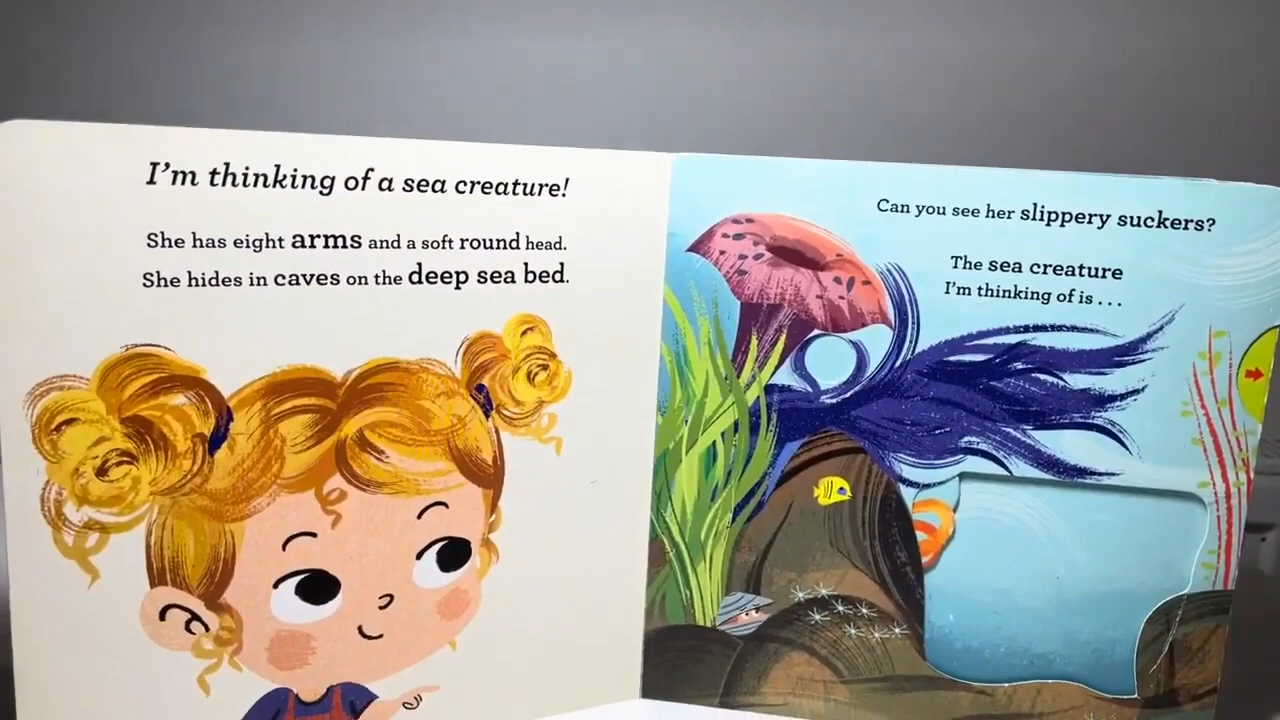 I'm thinking of a sea creature!
She has eight arms and a soft round head.
She hides in caves on the deep sea bed.
Can you see her slippery suckers?
The sea creature
I'm thinking of is . . .